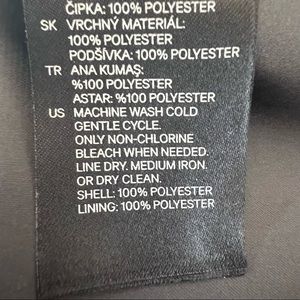 ČIPKA: 100% POLYESTER
SK VRCHNÝ MATERIÁL:
100% POLYESTER
PODŠÍVKA: 100%
POLYESTER
TR ANA KUMAŞ:
%100 POLYESTER
ASTAR: %100 POLYESTER
US MACHINE WASH COLD
GENTLE CYCLE.
ONLY NON-CHLORINE
BLEACH WHEN NEEDED.
LINE DRY. MEDIUM IRON.
OR DRY CLEAN.
SHELL: 100% POLYESTER
LINING: 100% POLYESTER